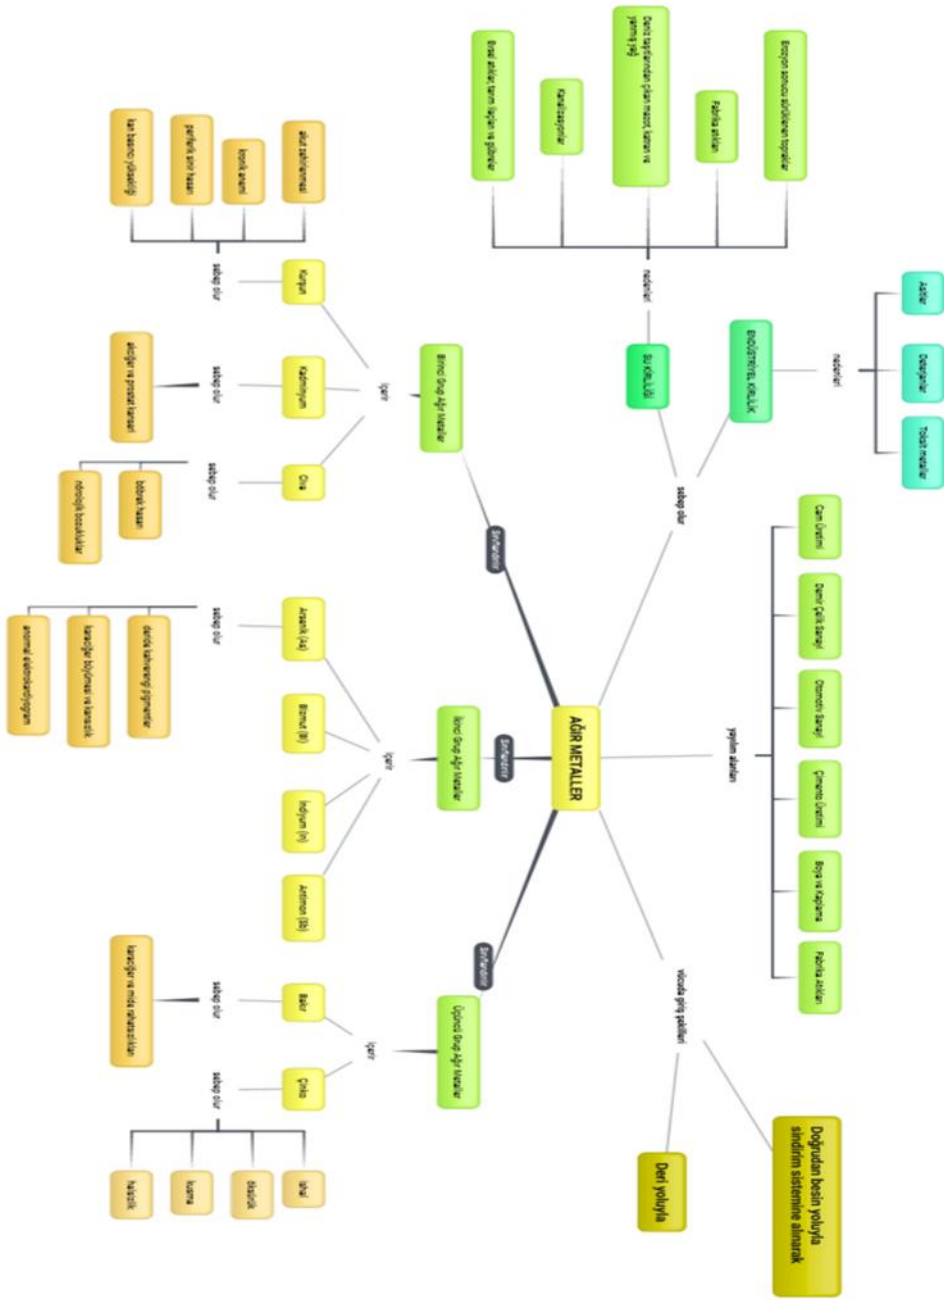 Asitler
Deterjanlar
Toksit metaller
nedenleri
ENDÜSTRİYEL KİRLİLİK
Erozyon sonucu sürüklenen topraklar
Fabrika atıkları
Deniz taşıtlarından çıkan mazot, katran ve
yanmış yağ
Kanalizasyonlar
Evsel atıklar, tarım ilaçları ve gübreler
nedenleri
SU KİRLİLİĞİ
sebep olur
Cam Üretimi
Demir Çelik Sanayi
Otomotiv Sanayi
Çimento Üretimi
Boya ve Kaplama
Fabrika Atıkları
yayılım alanları
Doğrudan besin yoluyla
sindirim sistemine alınarak
Deri yoluyla
vücuda giriş şekilleri
AĞIR METALLER
Sınıflandırılır
Sınıflandırılır
Sınıflandırılır
Birinci Grup Ağır Metaller
İkinci Grup Ağır Metaller
Üçüncü Grup Ağır Metaller
içerir
içerir
içerir
Kurşun
Kadmiyum
Civa
Arsenik (As)
Bizmut (Bi)
İndiyum (In)
Antimon (Sb)
Bakır
Çinko
sebep olur
sebep olur
sebep olur
sebep olur
sebep olur
sebep olur
akut zehirlenmesi
kronik anemi
periferik sinir hasarı
kan basıncı yüksekliği
akciğer ve prostat kanseri
böbrek hasarı
nörolojik bozukluklar
deride kahverengi pigmentler
karaciğer büyümesi ve kansızlık
anormal elektrokardiyogram
karaciğer ve mide rahatsızlıkları
ishal
öksürük
kusma
halsizlik